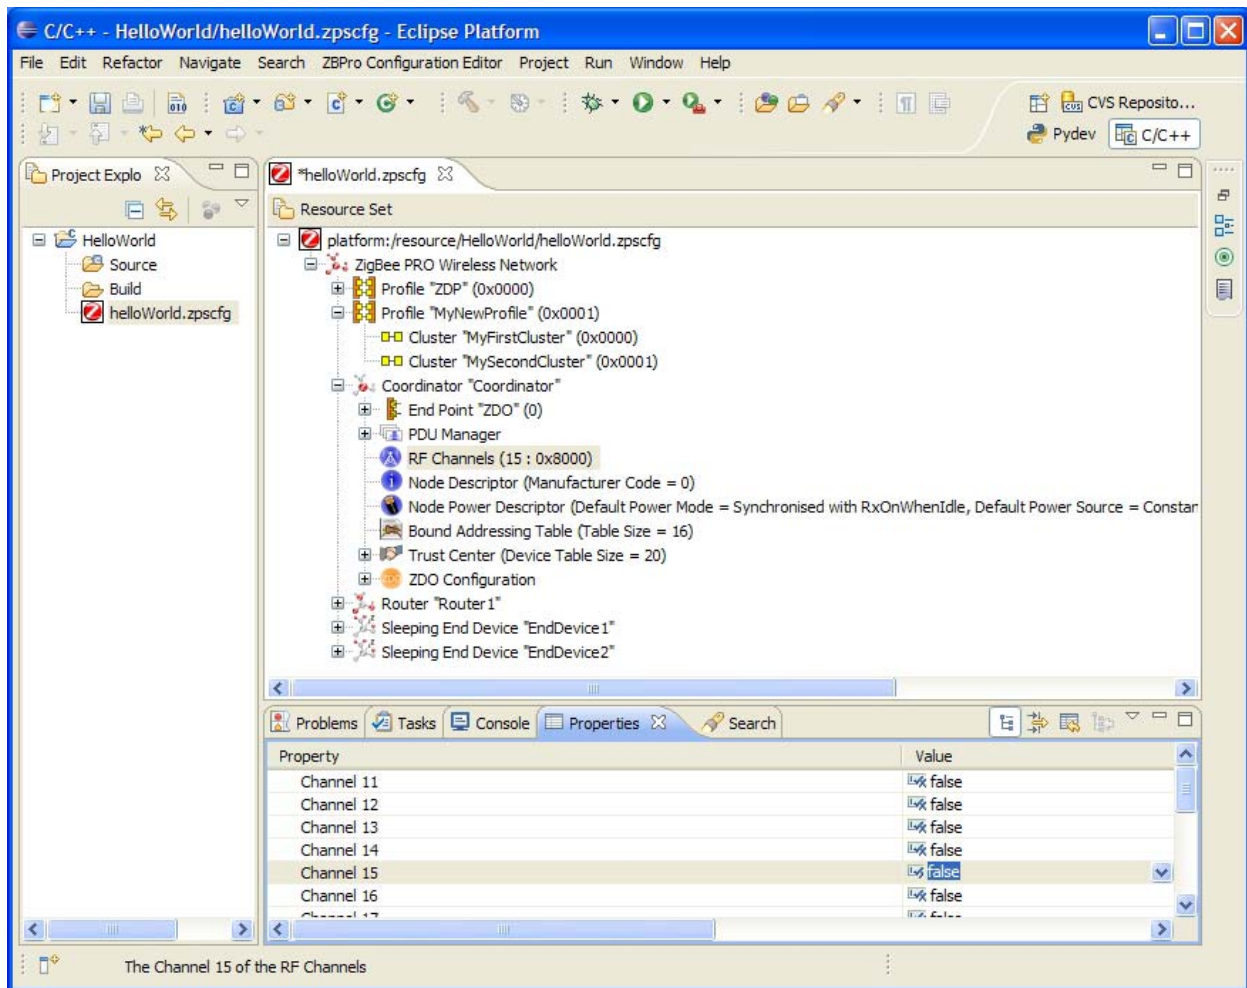 C/C++ - HelloWorld/helloWorld.zpscfg - Eclipse Platform
File Edit Refactor Navigate Search ZBPro Configuration Editor Project Run Window Help
CVS Reposito...
Pydev C/C++
Project Explo
HelloWorld
Source
Build
helloWorld.zpscfg
*helloWorld.zpscfg
Resource Set
platform:/resource/HelloWorld/helloWorld.zpscfg
ZigBee PRO Wireless Network
Profile "ZDP" (0x0000)
Profile "MyNewProfile" (0x0001)
Cluster "MyFirstCluster" (0x0000)
Cluster "MySecondCluster" (0x0001)
Coordinator "Coordinator"
End Point "ZDO" (0)
PDU Manager
RF Channels (15 : 0x8000)
Node Descriptor (Manufacturer Code = 0)
Node Power Descriptor (Default Power Mode = Synchronised with RxOnWhenIdle, Default Power Source = Constar
Bound Addressing Table (Table Size = 16)
Trust Center (Device Table Size = 20)
ZDO Configuration
Router "Router1"
Sleeping End Device "EndDevice1"
Sleeping End Device "EndDevice2"
Problems Tasks Console Properties Search
Property Value
Channel 11 false
Channel 12 false
Channel 13 false
Channel 14 false
Channel 15 false
Channel 16 false
Channel 17 false
The Channel 15 of the RF Channels